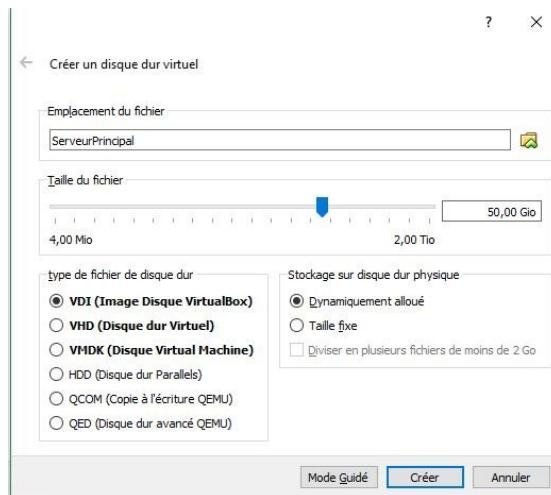 ?
Créer un disque dur virtuel
Emplacement du fichier
ServeurPrincipal
Taille du fichier
50,00 Gio
4,00 Mio 2,00 Tio
type de fichier de disque dur
VDI (Image Disque VirtualBox)
VHD (Disque dur Virtuel)
VMDK (Disque Virtual Machine)
HDD (Disque dur Parallels)
QCOM (Copie à l'écriture QEMU)
QED (Disque dur avancé QEMU)
Stockage sur disque dur physique
Dynamiquement alloué
Taille fixe
Diviser en plusieurs fichiers de moins de 2 Go
Mode Guidé Créer Annuler